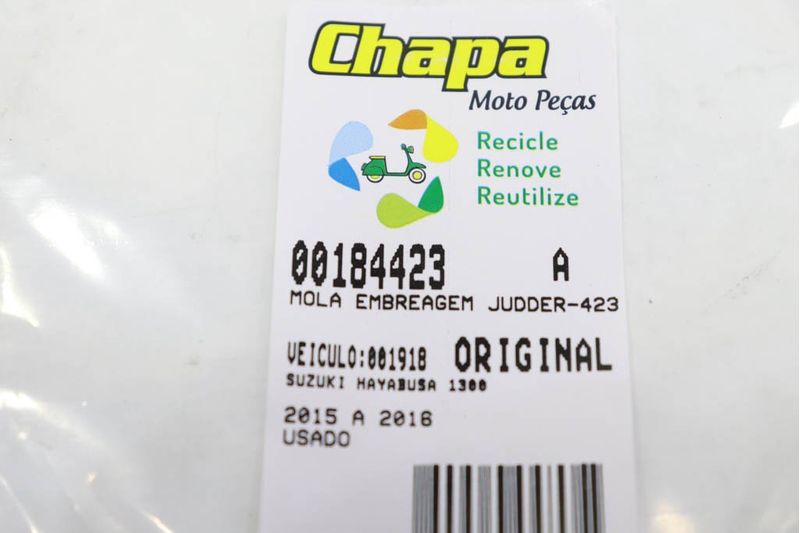 Chapa
Moto Peças
Recicle
Renove
Reutilize
00184423 A
MOLA EMBREAGEM JUDDER-423
VEICULO:001918 ORIGINAL
SUZUKI HAYABUSA 1300
2015 A 2016
USADO